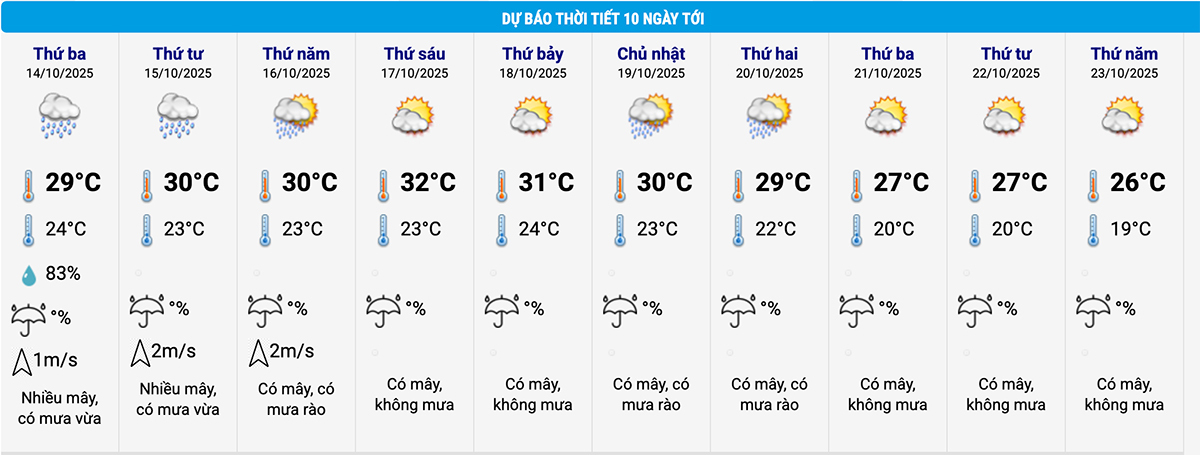 DỰ BÁO THỜI TIẾT 10 NGÀY TỚI
Thứ ba Thứ tư Thứ năm Thứ sáu Thứ bảy Chủ nhật Thứ hai Thứ ba Thứ tư Thứ năm
14/10/2025 15/10/2025 16/10/2025 17/10/2025 18/10/2025 19/10/2025 20/10/2025 21/10/2025 22/10/2025 23/10/2025
29°C 30°C 30°C 32°C 31°C 30°C 29°C 27°C 27°C 26°C
24°C 23°C 23°C 23°C 24°C 23°C 22°C 20°C 20°C 19°C
83%
°% °% °% °% °% °% °% °% °% °%
1m/s 2m/s 2m/s
Nhiều mây, Nhiều mây, Có mây, có Có mây, Có mây, Có mây, có Có mây, có Có mây, Có mây, Có mây,
có mưa vừa có mưa vừa mưa rào không mưa không mưa mưa rào mưa rào không mưa không mưa không mưa